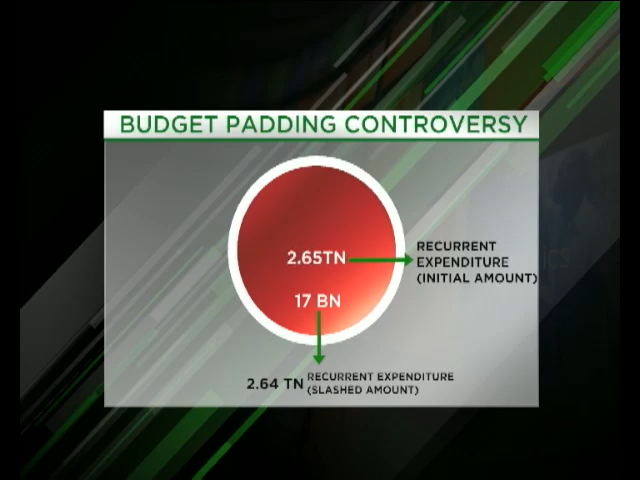 BUDGET PADDING CONTROVERSY
2.65TN
RECURRENT
EXPENDITURE
(INITIAL AMOUNT)
17 BN
2.64 TN RECURRENT EXPENDITURE
(SLASHED AMOUNT)